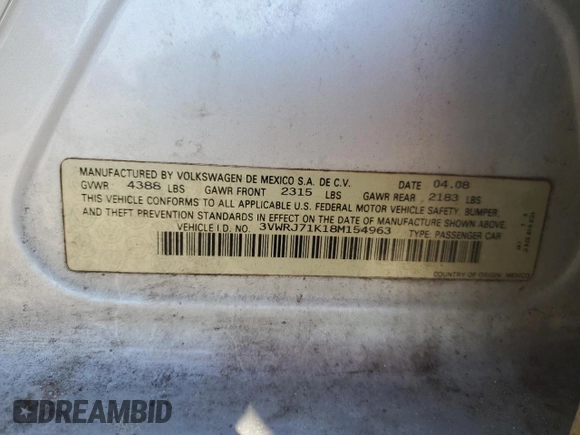 MANUFACTURED BY VOLKSWAGEN DE MEXICO S.A. DE C.V. DATE 04.08
GVWR 4388 LBS GAWR FRONT 2315 LBS GAWR REAR 2183 LBS
THIS VEHICLE CONFORMS TO ALL APPLICABLE U.S. FEDERAL MOTOR VEHICLE SAFETY, BUMPER,
AND THEFT PREVENTION STANDARDS IN EFFECT ON THE DATE OF MANUFACTURE SHOWN ABOVE.
VEHICLE I.D. NO. 3VWRJ71K18M154963 TYPE: PASSENGER CAR
COUNTRY OF ORIGIN: MEXICO
DREAMBID